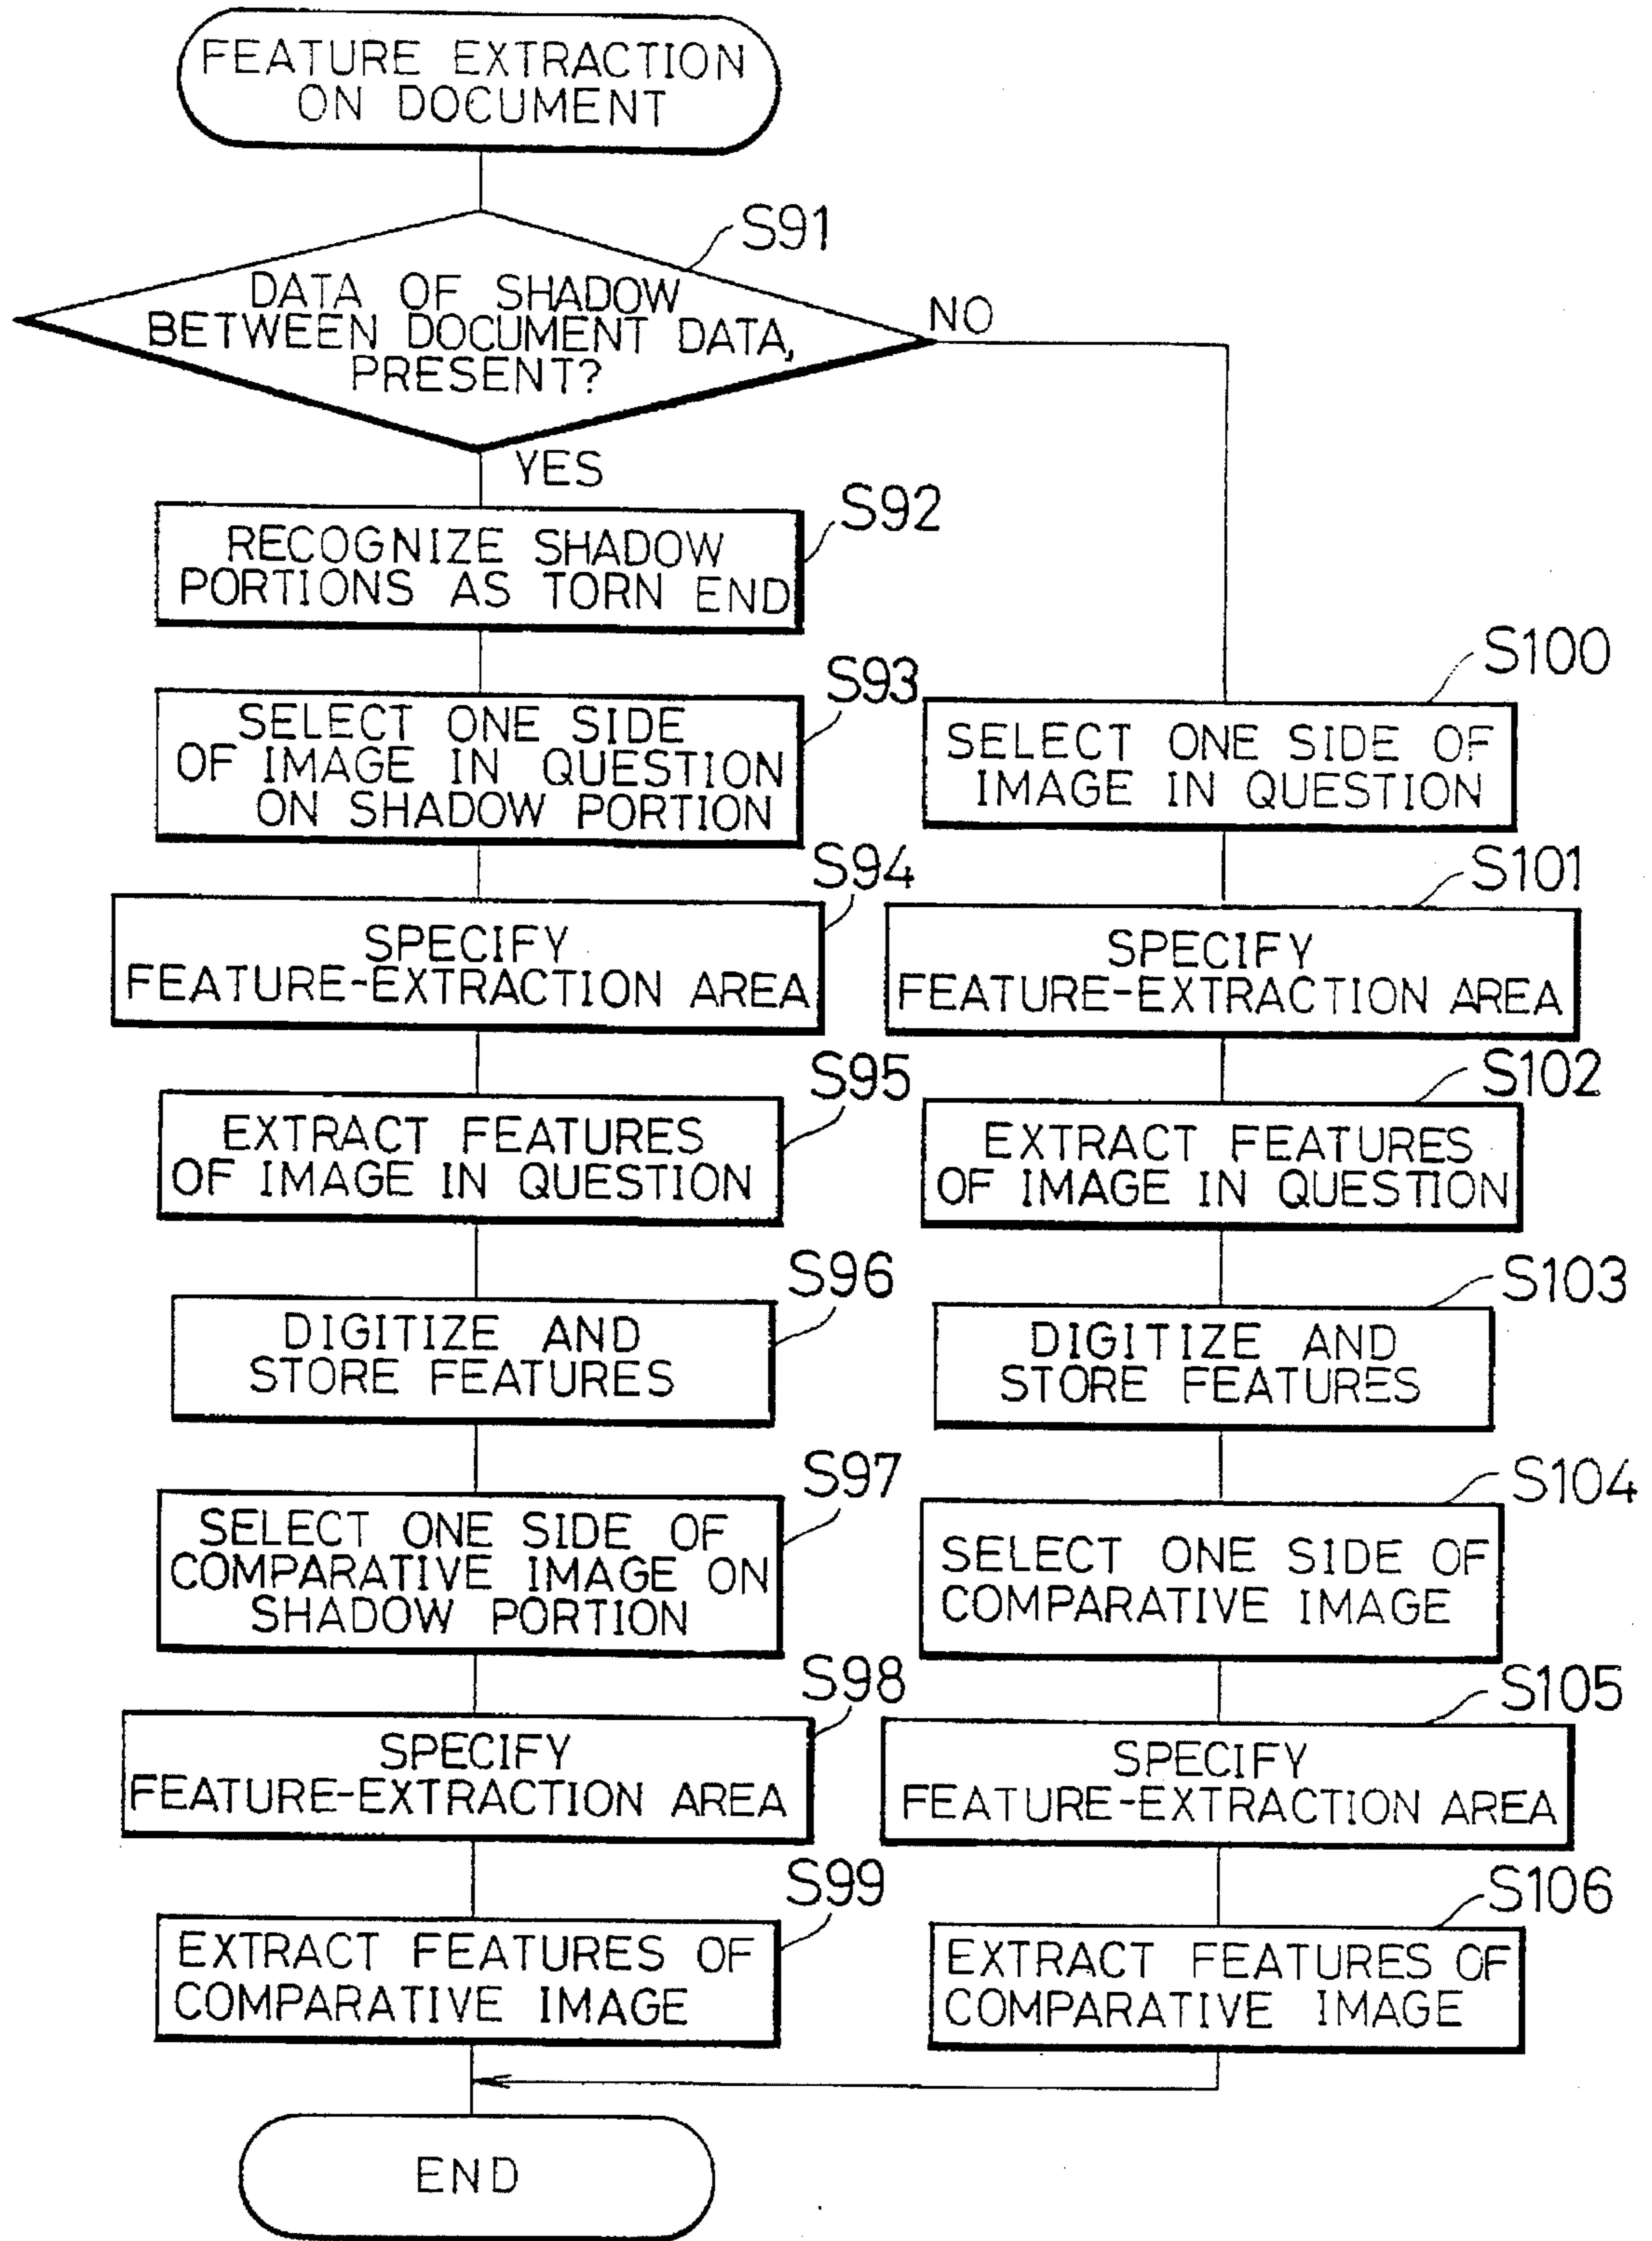 FEATURE EXTRACTION
ON DOCUMENT
S91
DATA OF SHADOW
BETWEEN DOCUMENT DATA,
PRESENT?
NO
YES
S92
RECOGNIZE SHADOW
PORTIONS AS TORN END
S93
SELECT ONE SIDE
OF IMAGE IN QUESTION
ON SHADOW PORTION
S94
SPECIFY
FEATURE-EXTRACTION AREA
S95
EXTRACT FEATURES
OF IMAGE IN QUESTION
S96
DIGITIZE AND
STORE FEATURES
S97
SELECT ONE SIDE OF
COMPARATIVE IMAGE ON
SHADOW PORTION
S98
SPECIFY
FEATURE-EXTRACTION AREA
S99
EXTRACT FEATURES OF
COMPARATIVE IMAGE
S100
SELECT ONE SIDE OF
IMAGE IN QUESTION
S101
SPECIFY
FEATURE-EXTRACTION AREA
S102
EXTRACT FEATURES
OF IMAGE IN QUESTION
S103
DIGITIZE AND
STORE FEATURES
S104
SELECT ONE SIDE OF
COMPARATIVE IMAGE
S105
SPECIFY
FEATURE-EXTRACTION AREA
S106
EXTRACT FEATURES OF
COMPARATIVE IMAGE
END